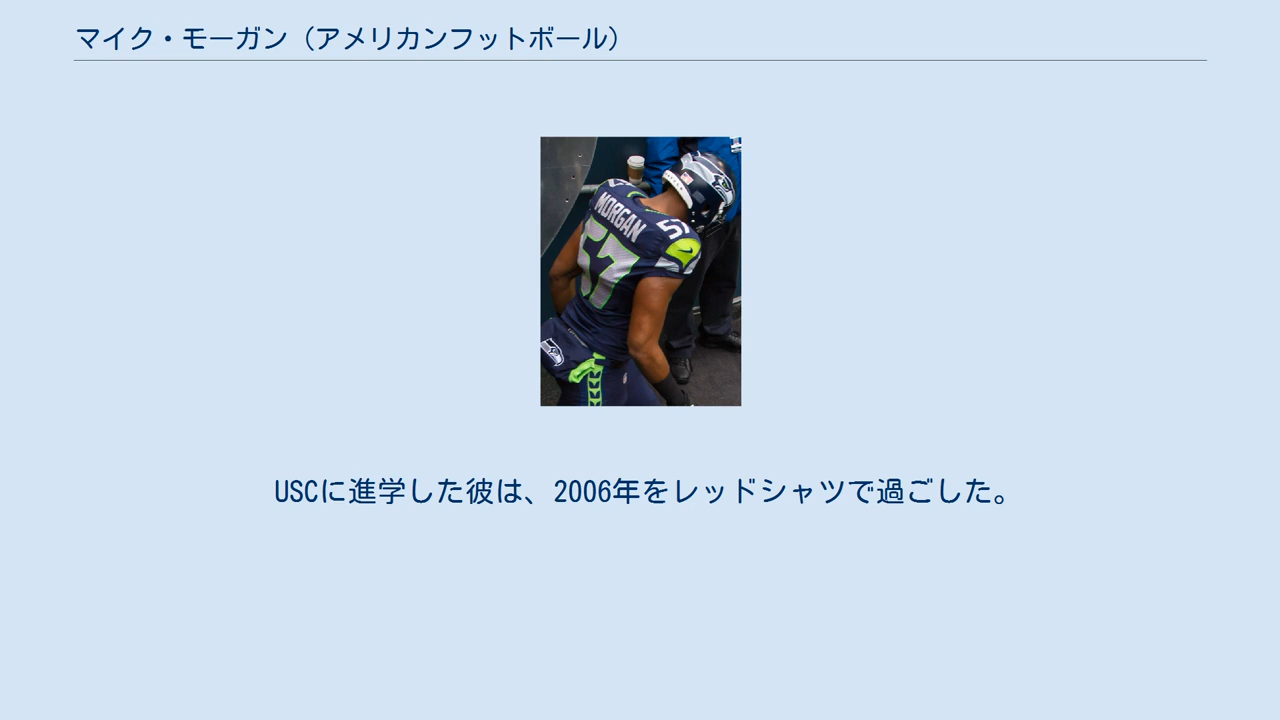 マイク・モーガン（アメリカンフットボール）
MORGAN
57
57
USCに進学した彼は、2006年をレッドシャツで過ごした。